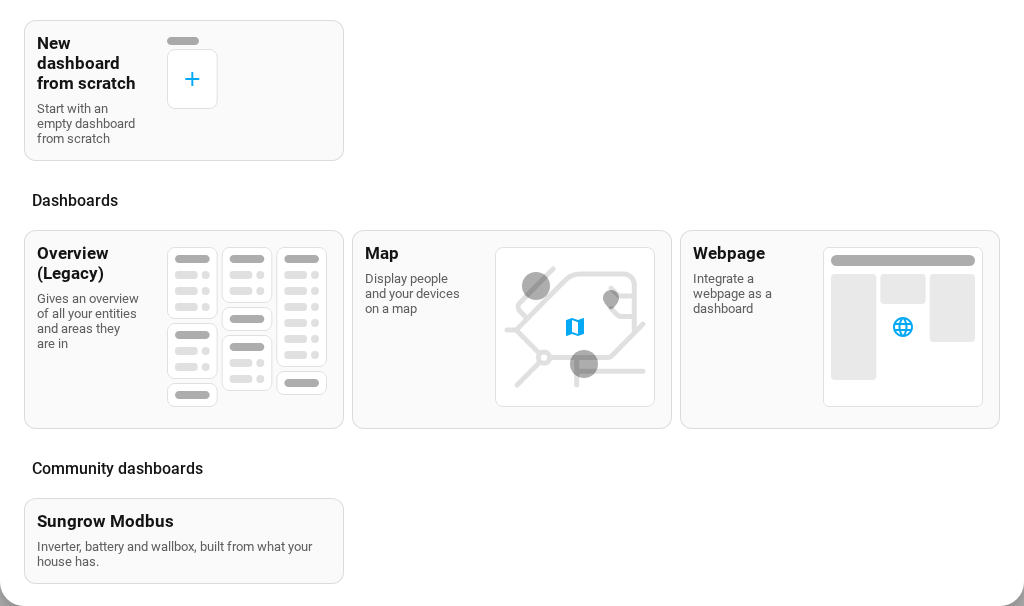 New
dashboard
from scratch
Start with an
empty dashboard
from scratch
Dashboards
Overview
(Legacy)
Gives an overview
of all your entities
and areas they
are in
Map
Display people
and your devices
on a map
Webpage
Integrate a
webpage as a
dashboard
Community dashboards
Sungrow Modbus
Inverter, battery and wallbox, built from what your
house has.